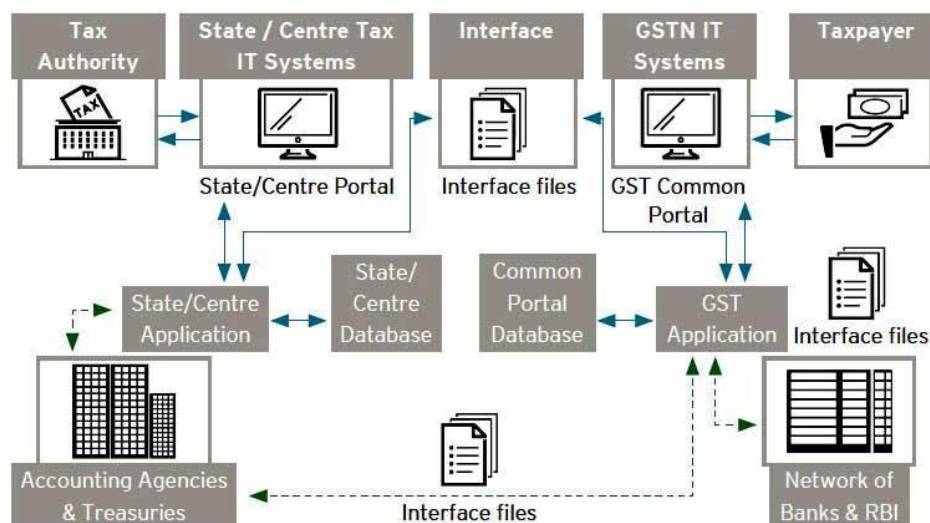 Tax
Authority
State / Centre Tax
IT Systems
Interface
GSTN IT
Systems
Taxpayer
TAX
State/Centre Portal
Interface files
GST Common
Portal
State/Centre
Application
State/
Centre
Database
Common
Portal
Database
GST
Application
Interface files
Accounting Agencies
& Treasuries
Interface files
Network of
Banks & RBI